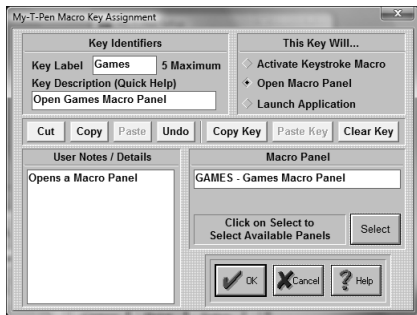 My-T-Pen Macro Key Assignment
Key Identifiers
Key Label Games 5 Maximum
Key Description (Quick Help)
Open Games Macro Panel
This Key Will...
Activate Keystroke Macro
Open Macro Panel
Launch Application
Cut Copy Paste Undo Copy Key Paste Key Clear Key
User Notes / Details
Opens a Macro Panel
Macro Panel
GAMES - Games Macro Panel
Click on Select to
Select Available Panels
Select
OK Cancel Help